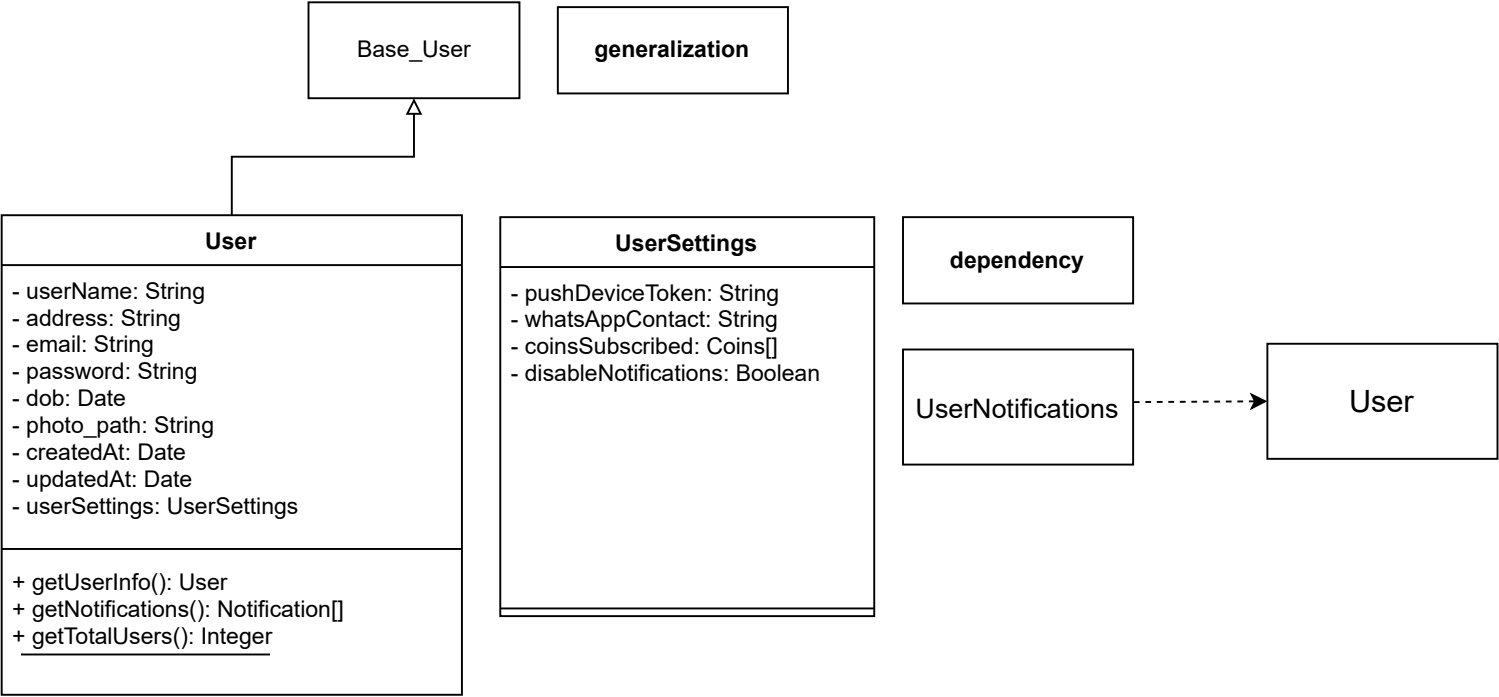 Base_User
generalization
User
- userName: String
- address: String
- email: String
- password: String
- dob: Date
- photo_path: String
- createdAt: Date
- updatedAt: Date
- userSettings: UserSettings
+ getUserInfo(): User
+ getNotifications(): Notification[]
+ getTotalUsers(): Integer
UserSettings
- pushDeviceToken: String
- whatsAppContact: String
- coinsSubscribed: Coins[]
- disableNotifications: Boolean
dependency
UserNotifications
User